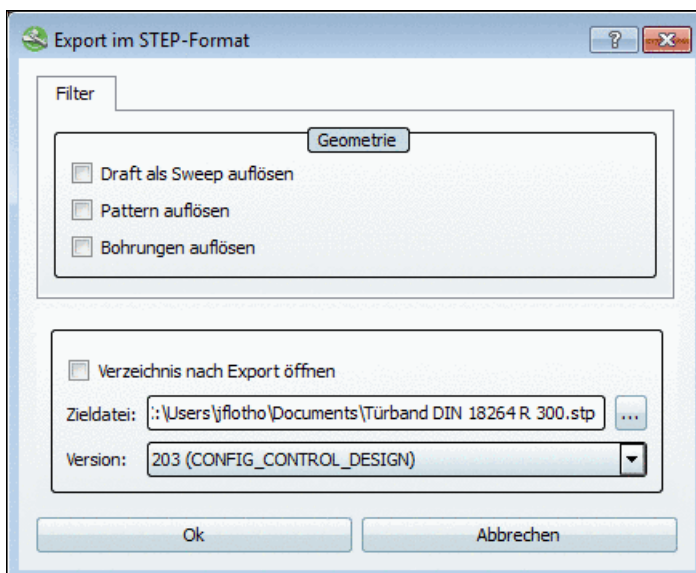 Export im STEP-Format
Filter
Geometrie
Draft als Sweep auflösen
Pattern auflösen
Bohrungen auflösen
Verzeichnis nach Export öffnen
Zieldatei: :\Users\jflotho\Documents\Türband DIN 18264 R 300.stp ...
Version: 203 (CONFIG_CONTROL_DESIGN)
Ok Abbrechen